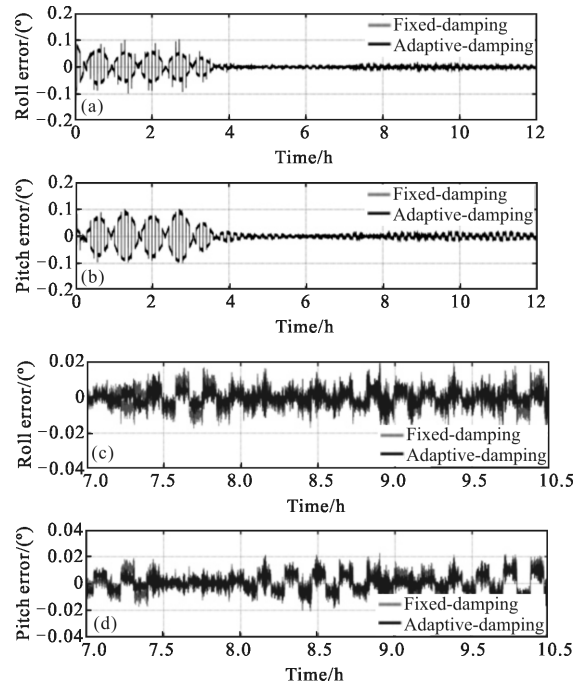 0.2
0.1
0
−0.1
−0.2
Roll error/(°)
(a)
Fixed-damping
Adaptive-damping
0 2 4 6 8 10 12
Time/h
0.2
0.1
0
−0.1
−0.2
Pitch error/(°)
(b)
Fixed-damping
Adaptive-damping
0 2 4 6 8 10 12
Time/h
0.02
0
−0.02
−0.04
Roll error/(°)
(c)
Fixed-damping
Adaptive-damping
7.0 7.5 8.0 8.5 9.0 9.5 10.0 10.5
Time/h
0.04
0.02
0
−0.02
−0.04
Pitch error/(°)
(d)
Fixed-damping
Adaptive-damping
7.0 7.5 8.0 8.5 9.0 9.5 10.0 10.5
Time/h